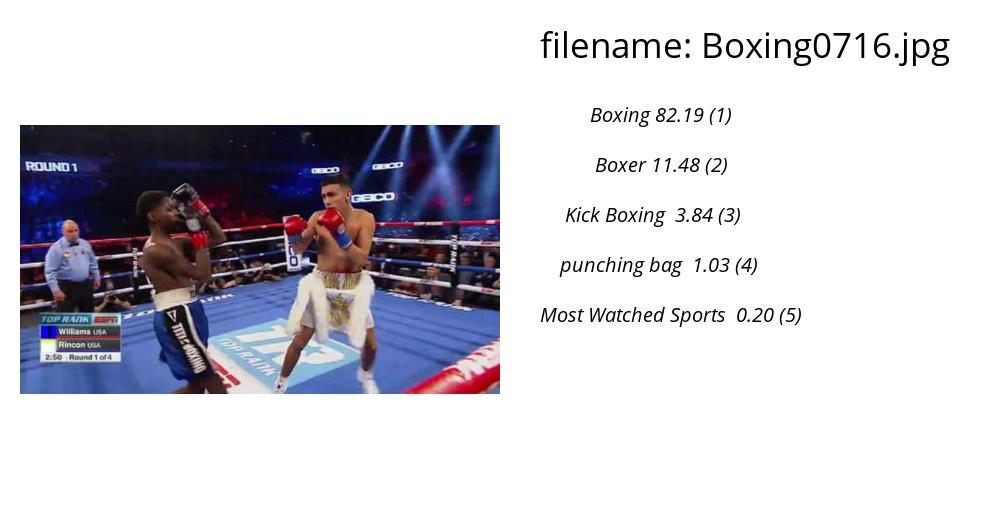 filename: Boxing0716.jpg
Boxing 82.19 (1)
Boxer 11.48 (2)
Kick Boxing 3.84 (3)
punching bag 1.03 (4)
Most Watched Sports 0.20 (5)
ROUND 1
GEICO
GEICO
GEICO
TOP RANK
TOP RANK ESPN
Williams USA
Rincon USA
2:50 Round 1 of 4
TITLE BOXING
TOP RANK